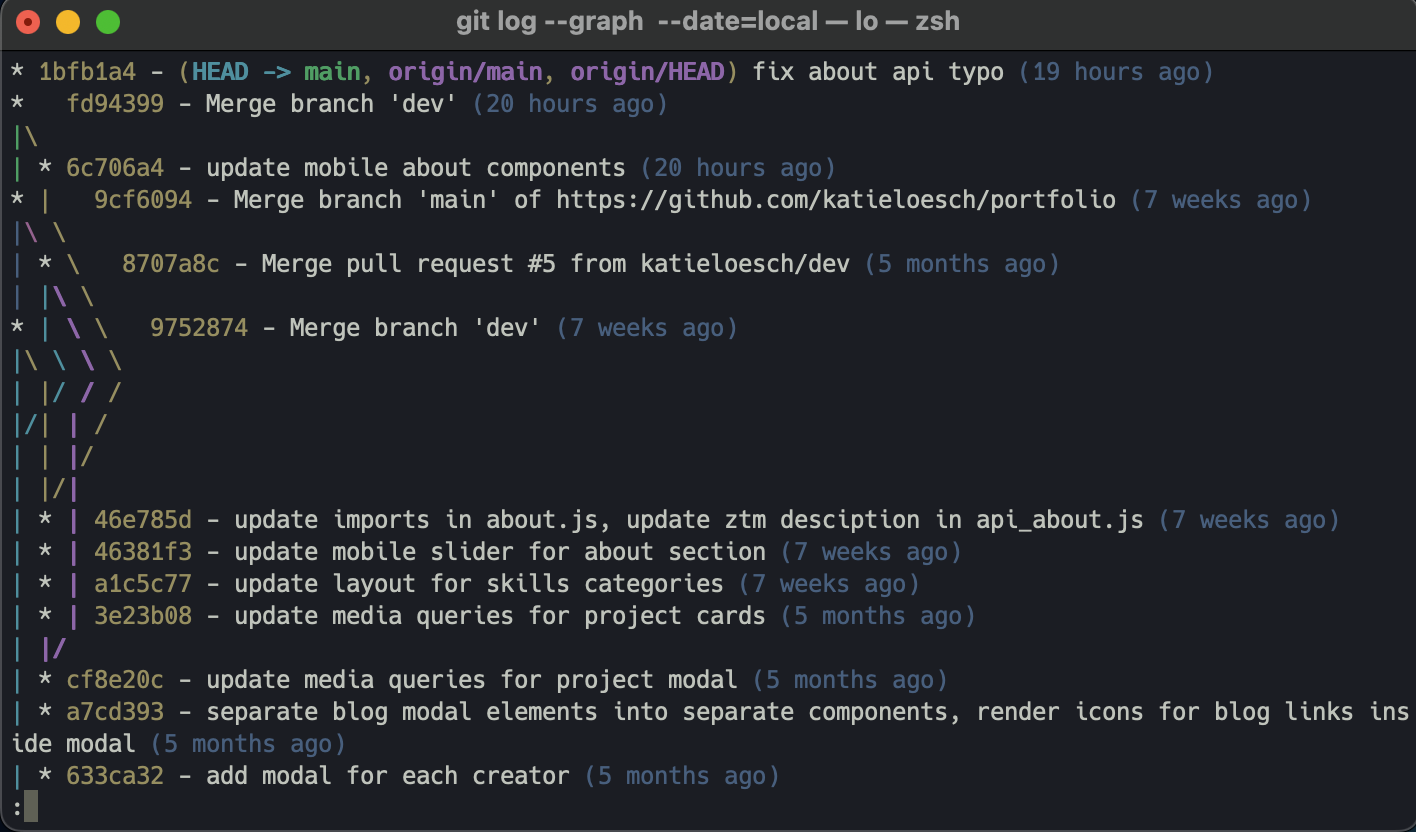 git log --graph  --date=local — lo — zsh
* 1bfb1a4 - (HEAD -> main, origin/main, origin/HEAD) fix about api typo (19 hours ago)
*   fd94399 - Merge branch 'dev' (20 hours ago)
|\
| * 6c706a4 - update mobile about components (20 hours ago)
* |   9cf6094 - Merge branch 'main' of https://github.com/katieloesch/portfolio (7 weeks ago)
|\ \
| * \   8707a8c - Merge pull request #5 from katieloesch/dev (5 months ago)
| |\ \
* | \ \   9752874 - Merge branch 'dev' (7 weeks ago)
|\ \ \ \
| |/ / /
|/| | /
| | |/
| |/|
| * | 46e785d - update imports in about.js, update ztm desciption in api_about.js (7 weeks ago)
| * | 46381f3 - update mobile slider for about section (7 weeks ago)
| * | a1c5c77 - update layout for skills categories (7 weeks ago)
| * | 3e23b08 - update media queries for project cards (5 months ago)
| |/
| * cf8e20c - update media queries for project modal (5 months ago)
| * a7cd393 - separate blog modal elements into separate components, render icons for blog links ins
ide modal (5 months ago)
| * 633ca32 - add modal for each creator (5 months ago)
: